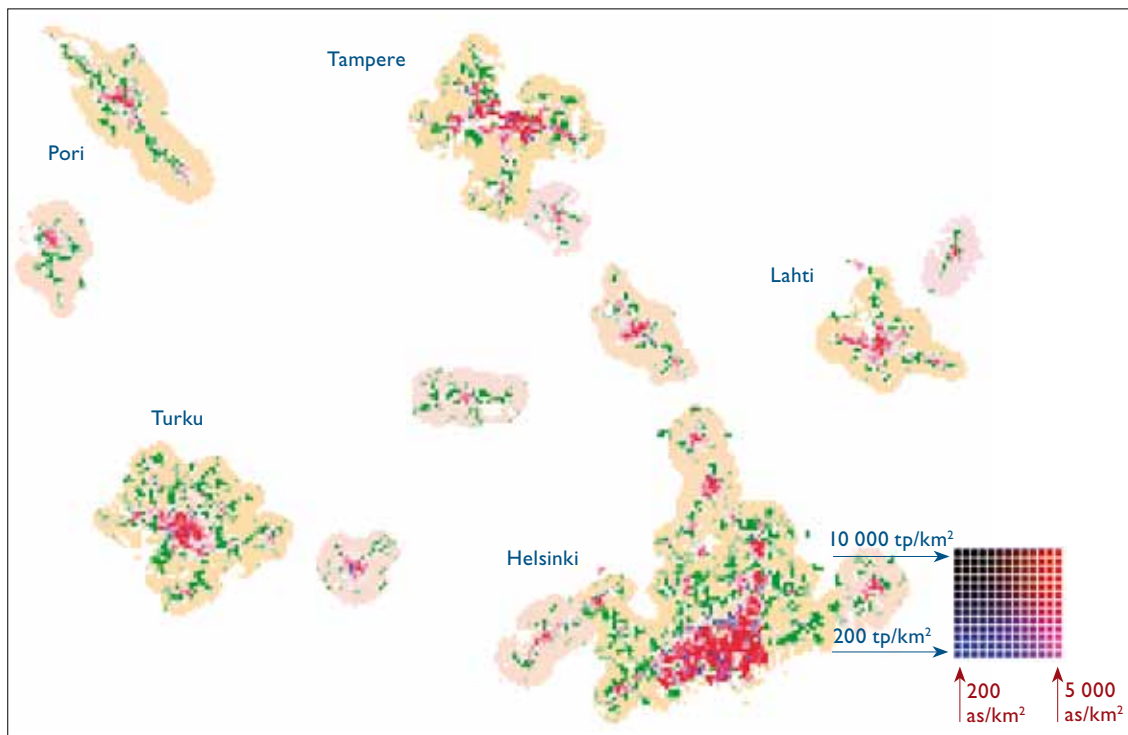 Tampere
Pori
Lahti
Turku
Helsinki
10 000 tp/km²
200 tp/km²
200
as/km²
5 000
as/km²